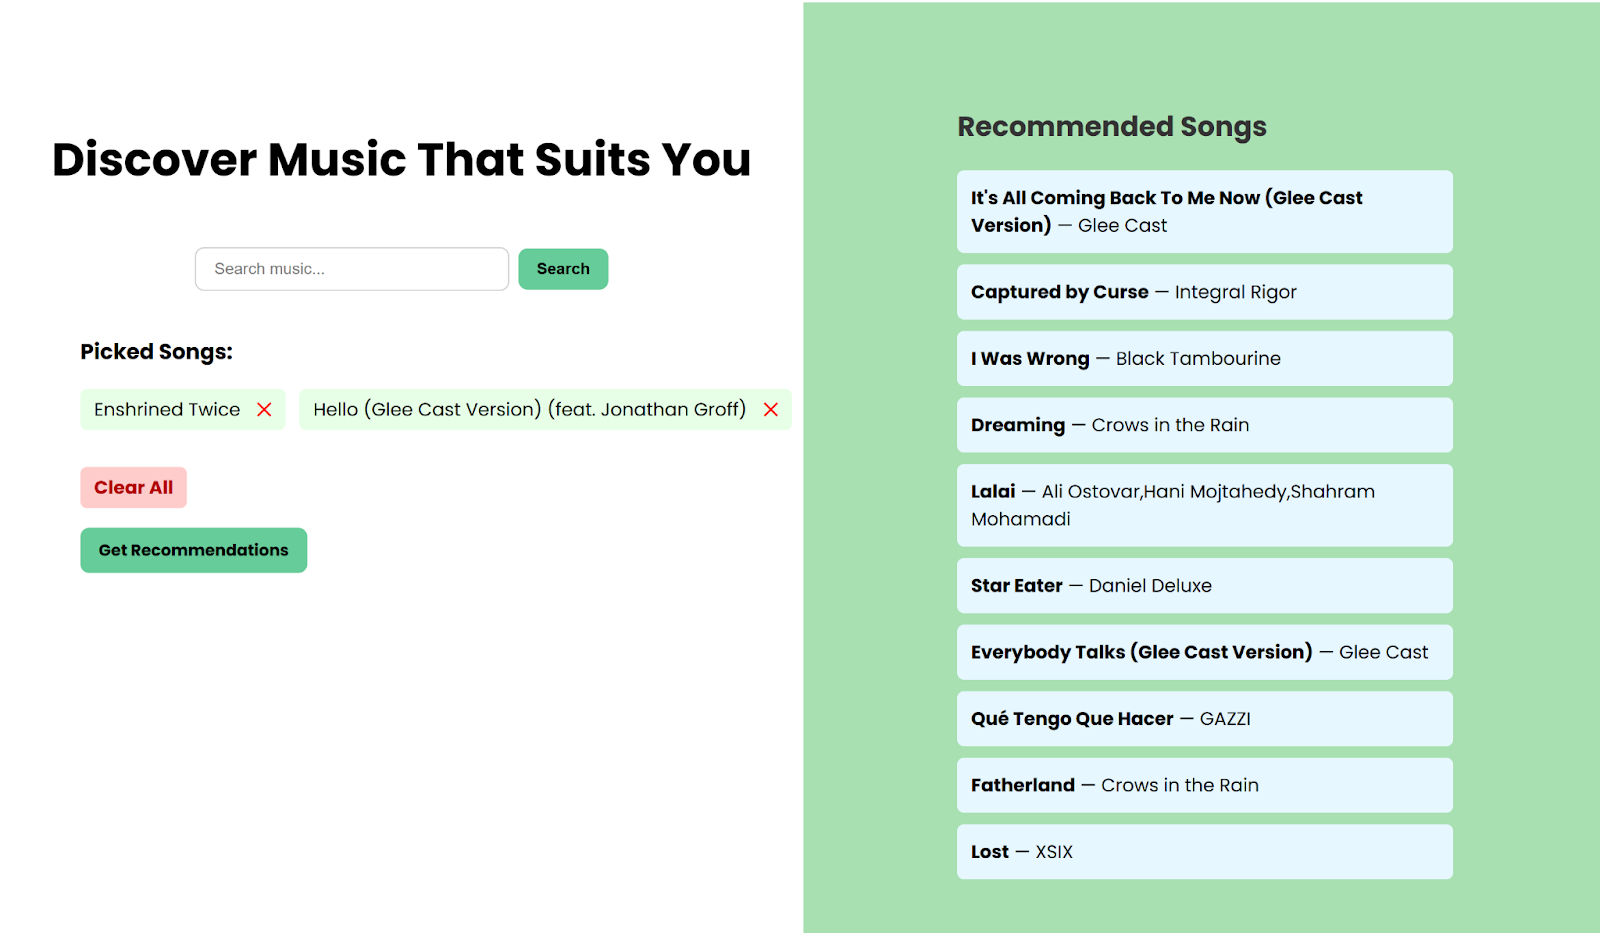 Discover Music That Suits You
Search music...
Search
Picked Songs:
Enshrined Twice
Hello (Glee Cast Version) (feat. Jonathan Groff)
Clear All
Get Recommendations
Recommended Songs
It's All Coming Back To Me Now (Glee Cast
Version) — Glee Cast
Captured by Curse — Integral Rigor
I Was Wrong — Black Tambourine
Dreaming — Crows in the Rain
Lalai — Ali Ostovar,Hani Mojtahedy,Shahram
Mohamadi
Star Eater — Daniel Deluxe
Everybody Talks (Glee Cast Version) — Glee Cast
Qué Tengo Que Hacer — GAZZI
Fatherland — Crows in the Rain
Lost — XSIX